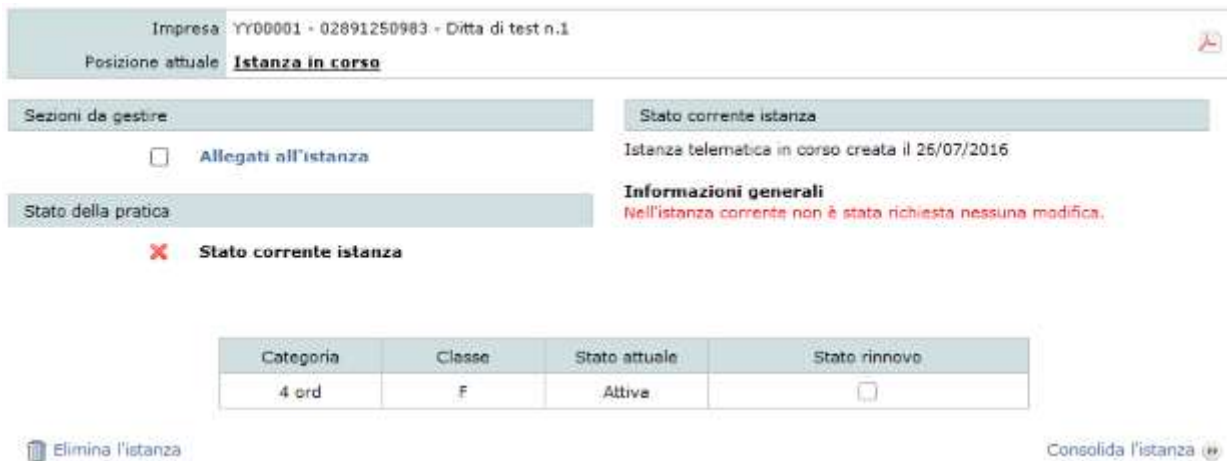 Impresa YY00001 - 02891250983 - Ditta di test n.1
Posizione attuale Istanza in corso
Sezioni da gestire
Allegati all'istanza
Stato della pratica
Stato corrente istanza
Stato corrente istanza
Istanza telematica in corso creata il 26/07/2016
Informazioni generali
Nell'istanza corrente non è stata richiesta nessuna modifica.
Categoria Classe Stato attuale Stato rinnovo
4 ord F Attiva
Elimina l'istanza
Consolida l'istanza